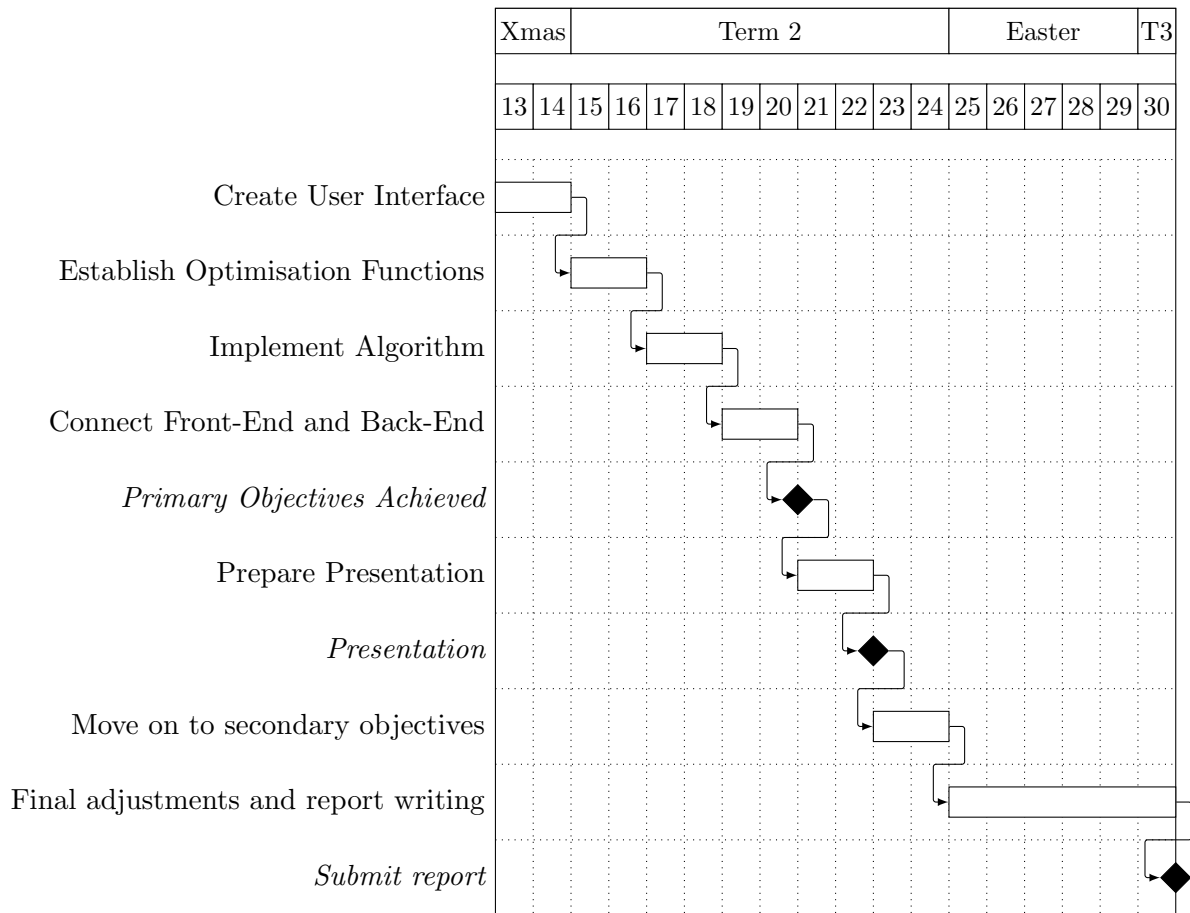 Xmas Term 2 Easter T3
13 14 15 16 17 18 19 20 21 22 23 24 25 26 27 28 29 30
Create User Interface
Establish Optimisation Functions
Implement Algorithm
Connect Front-End and Back-End
Primary Objectives Achieved
Prepare Presentation
Presentation
Move on to secondary objectives
Final adjustments and report writing
Submit report